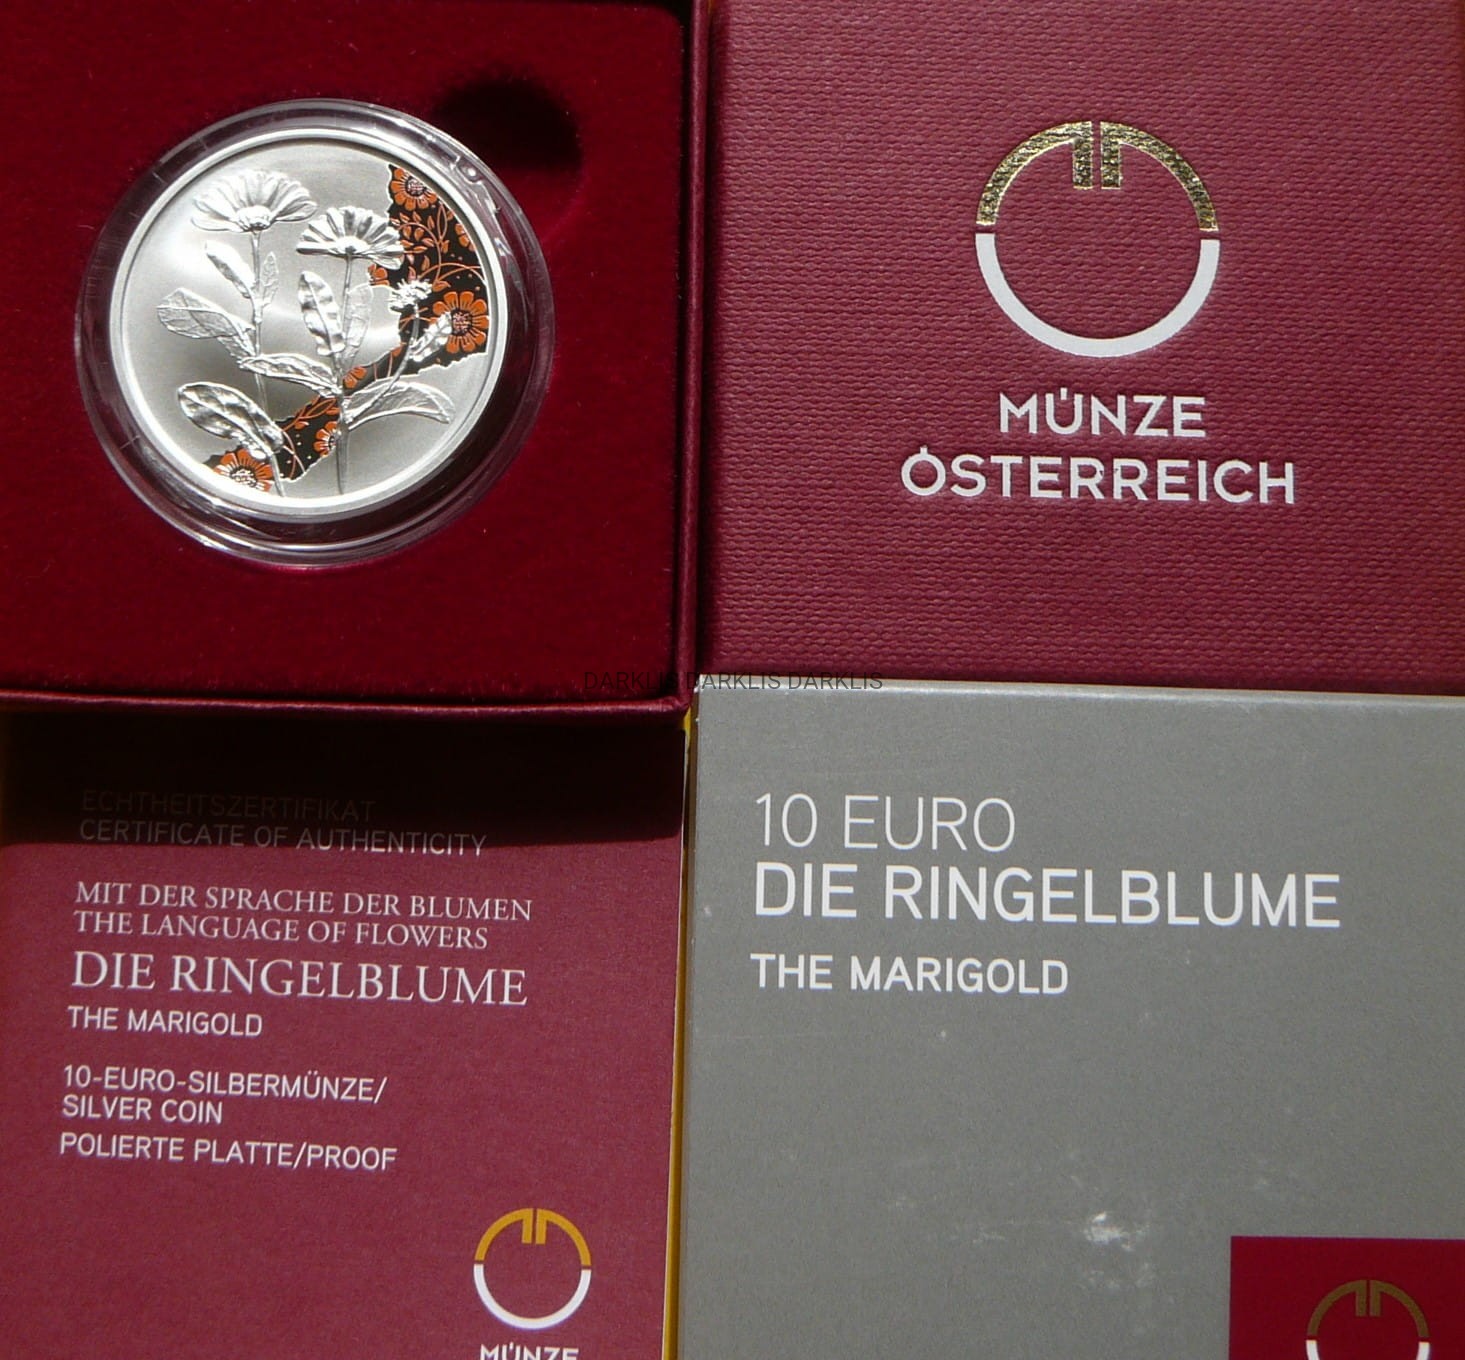 MÜNZE
ÖSTERREICH
DARKLIS DARKLIS DARKLIS
ECHTHEITSZERTIFIKAT
CERTIFICATE OF AUTHENTICITY
MIT DER SPRACHE DER BLUMEN
THE LANGUAGE OF FLOWERS
DIE RINGELBLUME
THE MARIGOLD
10-EURO-SILBERMÜNZE/
SILVER COIN
POLIERTE PLATTE/PROOF
MÜNZE
10 EURO
DIE RINGELBLUME
THE MARIGOLD